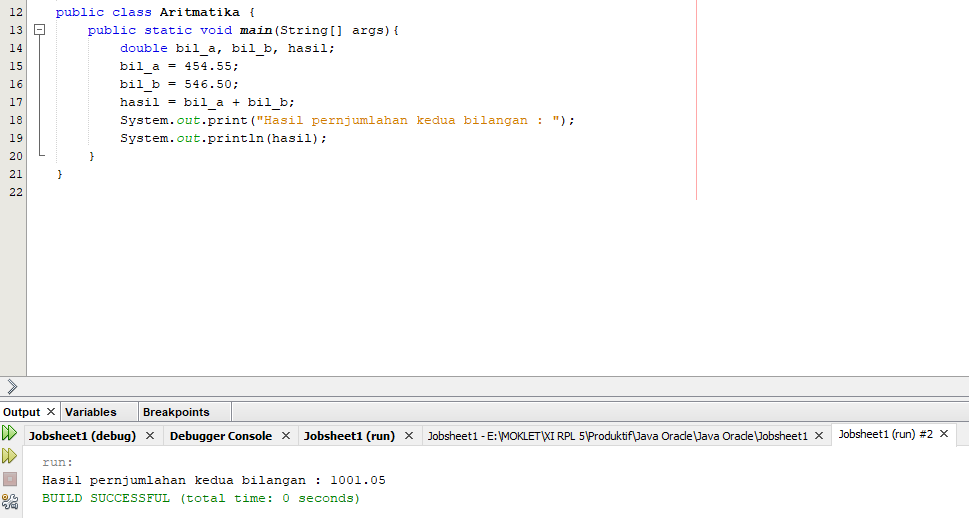 12 public class Aritmatika {
13 public static void main(String[] args){
14 double bil_a, bil_b, hasil;
15 bil_a = 454.55;
16 bil_b = 546.50;
17 hasil = bil_a + bil_b;
18 System.out.print("Hasil pernjumlahan kedua bilangan : ");
19 System.out.println(hasil);
20 }
21 }
22
Output Variables Breakpoints
Jobsheet1 (debug) Debugger Console Jobsheet1 (run) Jobsheet1 - E:\MOKLET\XI RPL 5\Produktif\Java Oracle\Java Oracle\Jobsheet1 Jobsheet1 (run) #2
run:
Hasil pernjumlahan kedua bilangan : 1001.05
BUILD SUCCESSFUL (total time: 0 seconds)